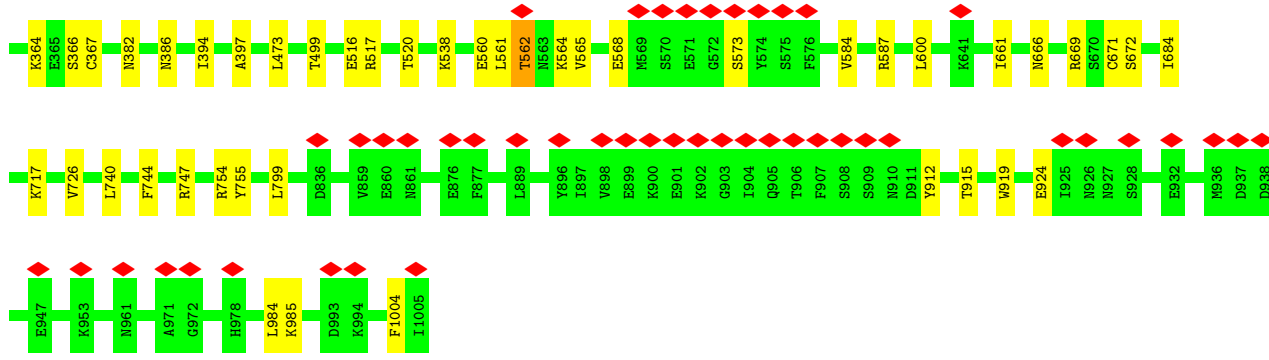 K364 E365 S366 C367 N382 N386 I394 A397 L473 T499 E516 R517 T520 K538 E560 L561 T562 N563 K564 V565 E568 M569 S570 E571 G572 S573 Y574 S575 F576 V584 R587 L600 K641 I661 N666 R669 S670 C671 S672 I684
K717 V726 L740 F744 R747 R754 Y755 L799 D836 V859 E860 N861 E876 F877 L889 Y896 I897 V898 E899 K900 E901 K902 G903 I904 Q905 T906 F907 S908 S909 N910 D911 Y912 T915 W919 E924 I925 N926 N927 S928 E932 M936 D937 D938
E947 K953 N961 A971 G972 H978 L984 K985 D993 K994 F1004 I1005